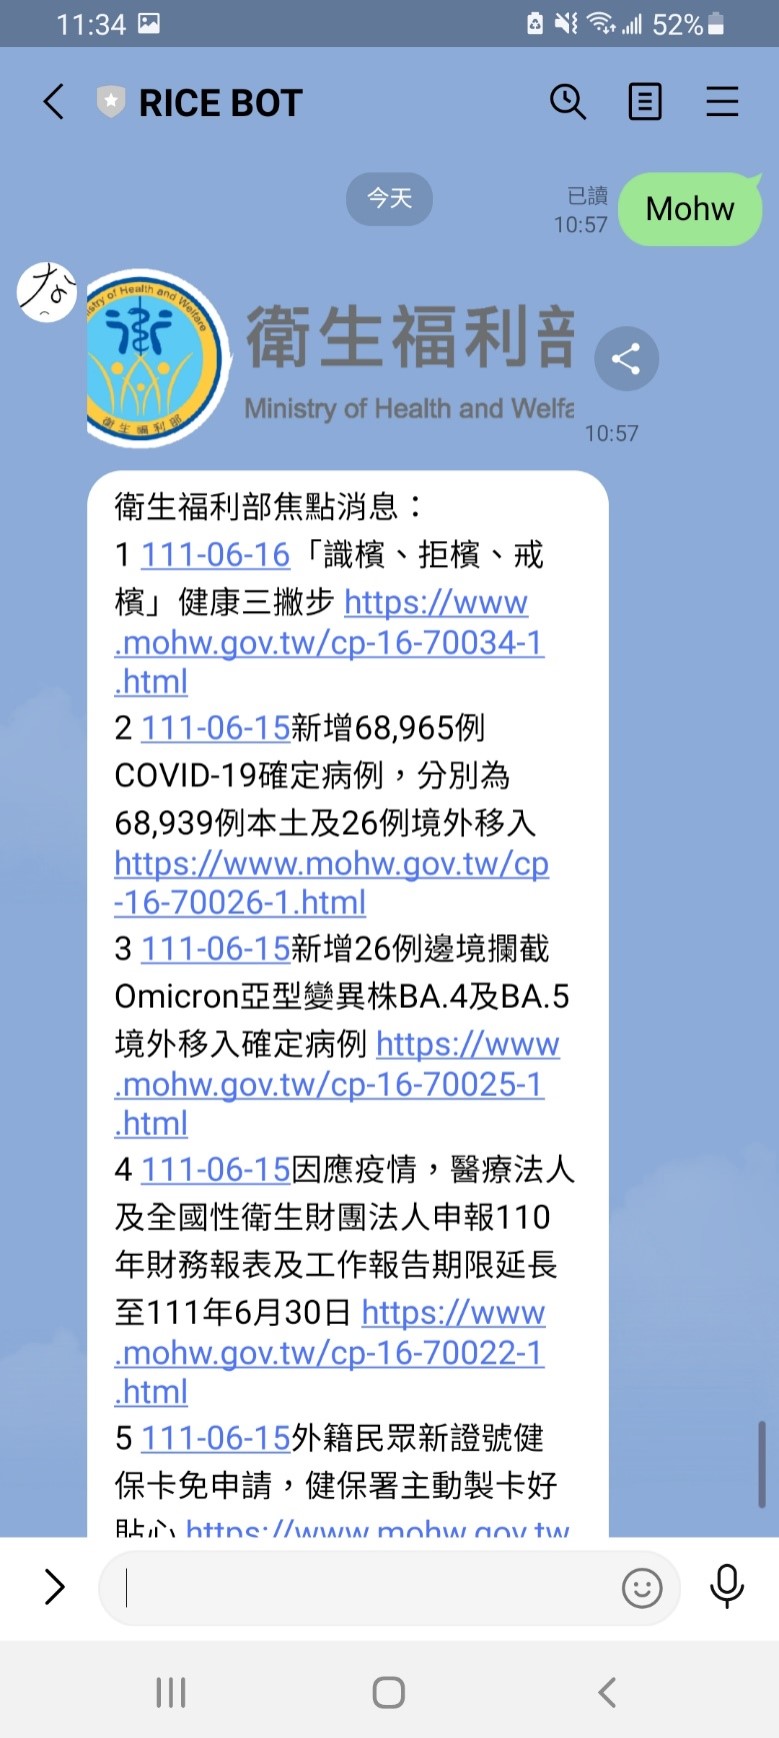 11:34
52%
RICE BOT
今天
已讀
10:57
Mohw
Ministry of Health and Welfare
衛生福利部
衛生福利部
Ministry of Health and Welfa
10:57
衛生福利部焦點消息：
1 111-06-16「識檳、拒檳、戒
檳」健康三撇步 https://www
.mohw.gov.tw/cp-16-70034-1
.html
2 111-06-15新增68,965例
COVID-19確定病例，分別為
68,939例本土及26例境外移入
https://www.mohw.gov.tw/cp
-16-70026-1.html
3 111-06-15新增26例邊境攔截
Omicron亞型變異株BA.4及BA.5
境外移入確定病例 https://www
.mohw.gov.tw/cp-16-70025-1
.html
4 111-06-15因應疫情，醫療法人
及全國性衛生財團法人申報110
年財務報表及工作報告期限延長
至111年6月30日 https://www
.mohw.gov.tw/cp-16-70022-1
.html
5 111-06-15外籍民眾新證號健
保卡免申請，健保署主動製卡好
貼心 https://www.mohw.gov.tw